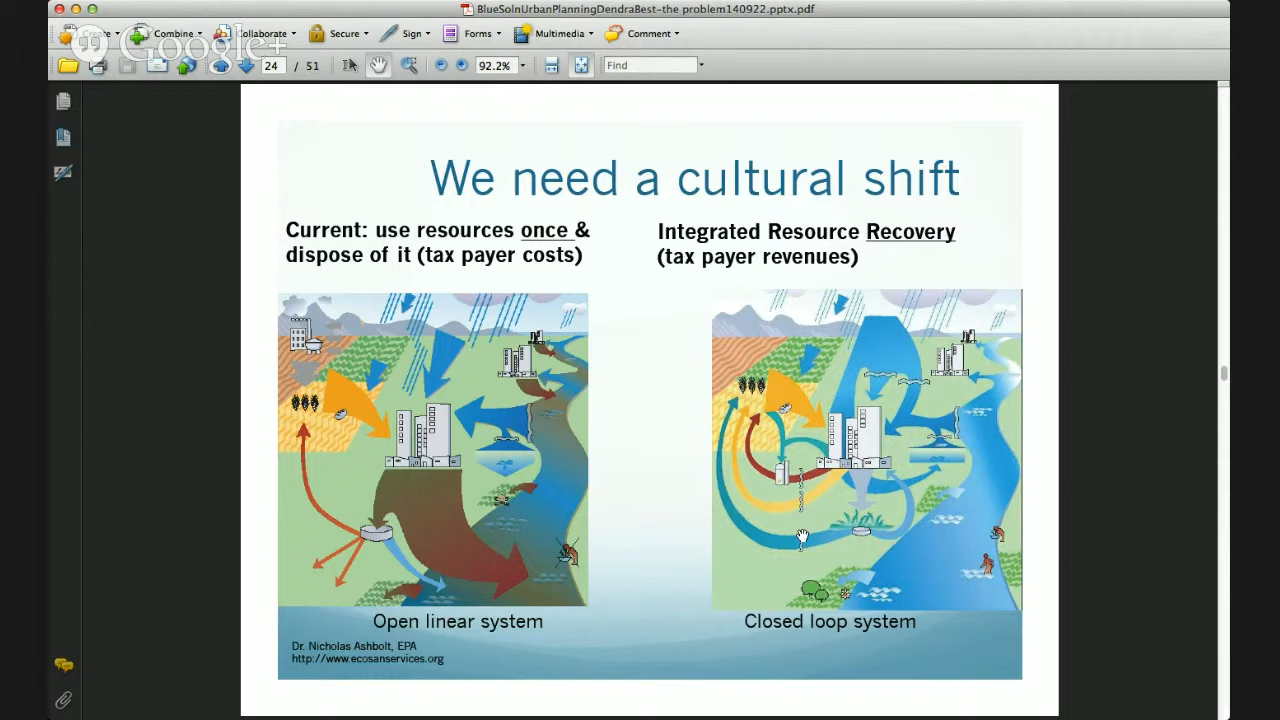 BlueSolnUrbanPlanningDendraBest-the problem140922.pptx.pdf
Create Combine Collaborate Secure Sign Forms Multimedia Comment
Google+
24 / 51 92.2% Find
We need a cultural shift
Current: use resources once &
dispose of it (tax payer costs)
Integrated Resource Recovery
(tax payer revenues)
Open linear system
Closed loop system
Dr. Nicholas Ashbolt, EPA
http://www.ecosanservices.org